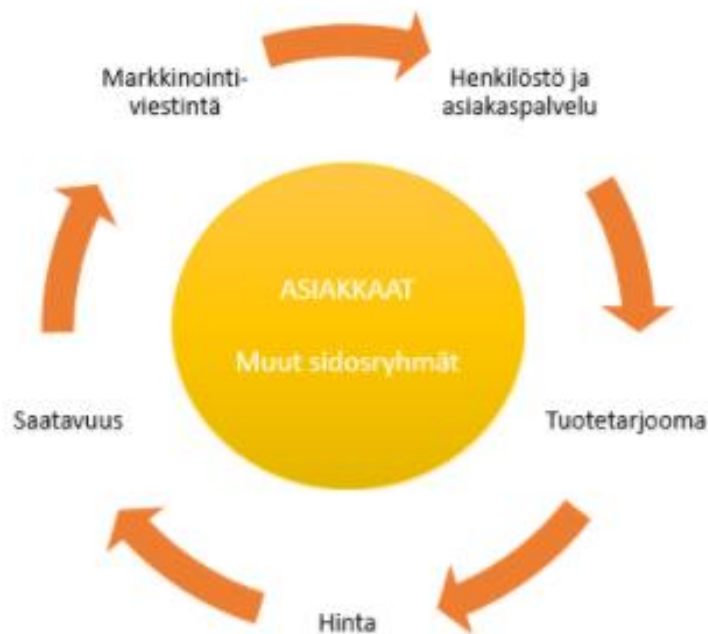 Markkinointi-
viestintä
Henkilöstö ja
asiakaspalvelu
ASIAKKAAT
Muut sidosryhmät
Saatavuus
Tuotetarjooma
Hinta